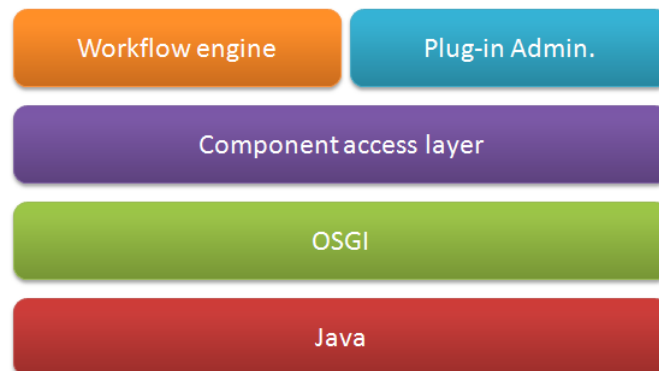 Workflow engine
Plug-in Admin.
Component access layer
OSGI
Java